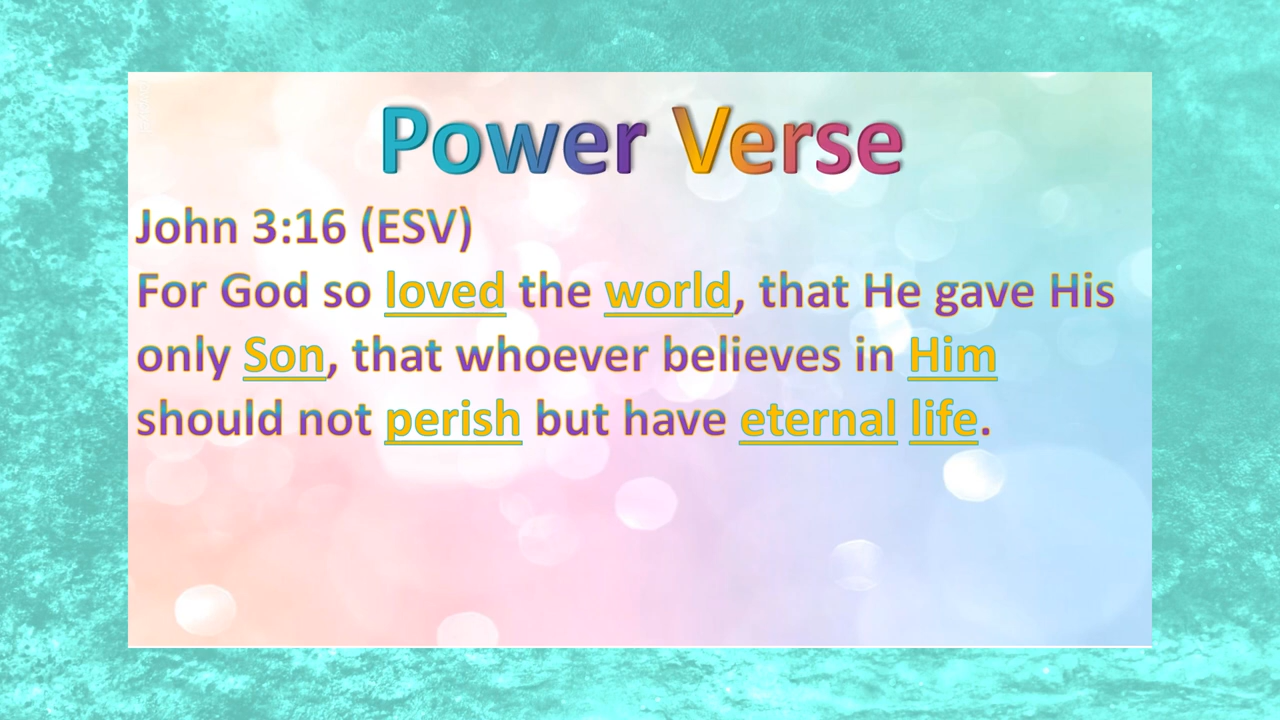 Power Verse
John 3:16 (ESV)
For God so loved the world, that He gave His
only Son, that whoever believes in Him
should not perish but have eternal life.